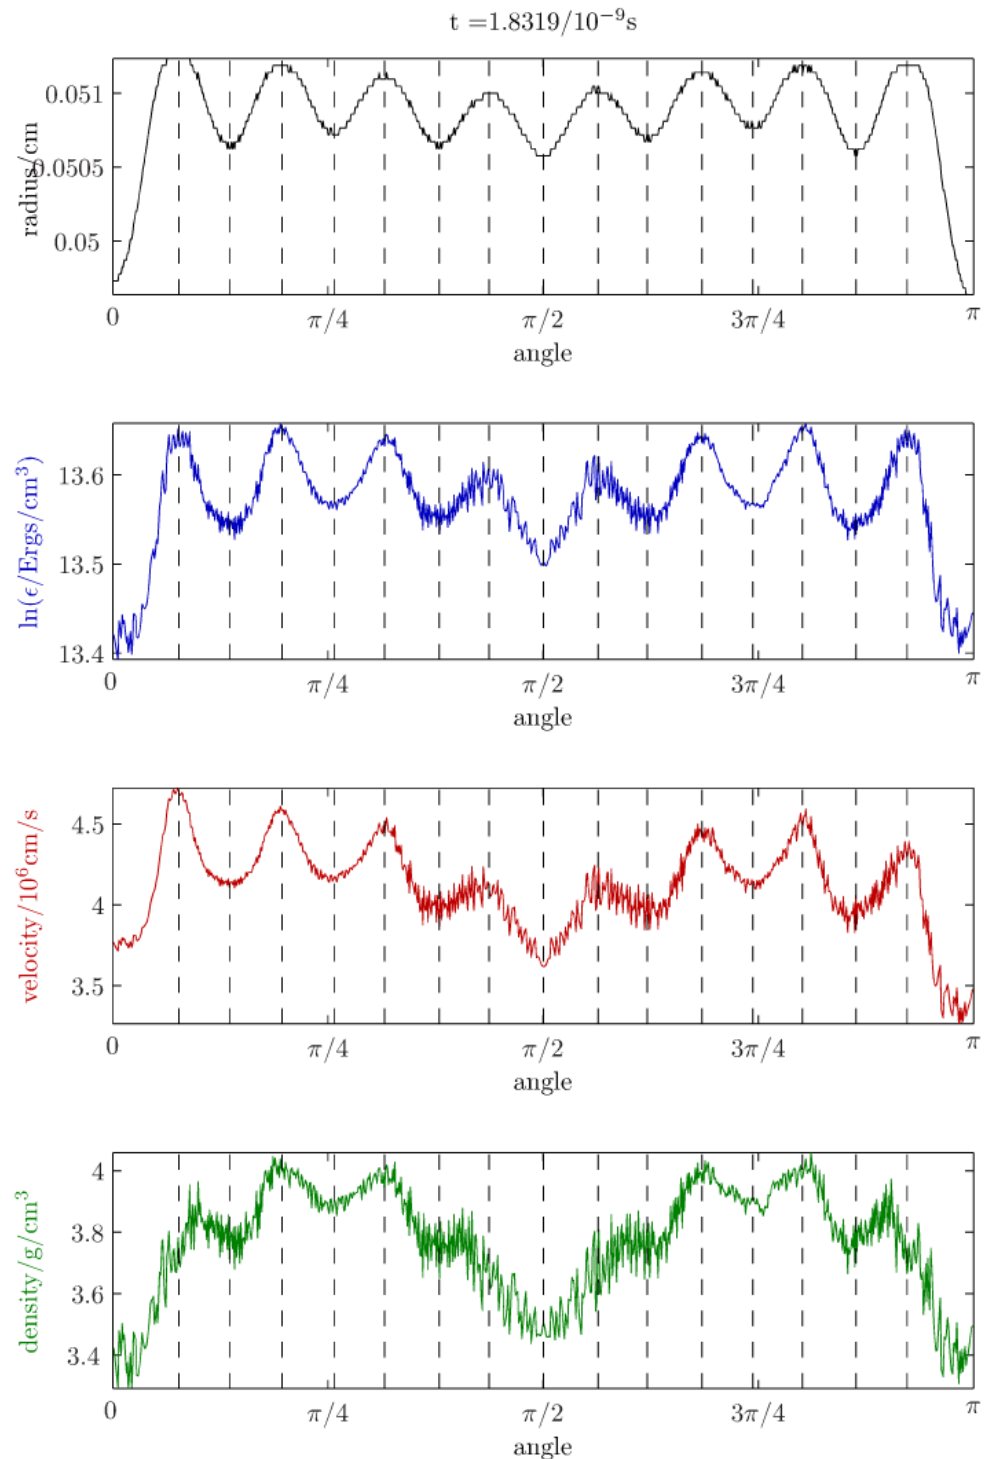 t =1.8319/10⁻⁹s
radius/cm
0.051
0.0505
0.05
0 π/4 π/2 3π/4 π
angle
ln(ϵ/Ergs/cm³)
13.6
13.5
13.4
0 π/4 π/2 3π/4 π
angle
velocity/10⁶cm/s
4.5
4
3.5
0 π/4 π/2 3π/4 π
angle
density/g/cm³
4
3.8
3.6
3.4
0 π/4 π/2 3π/4 π
angle